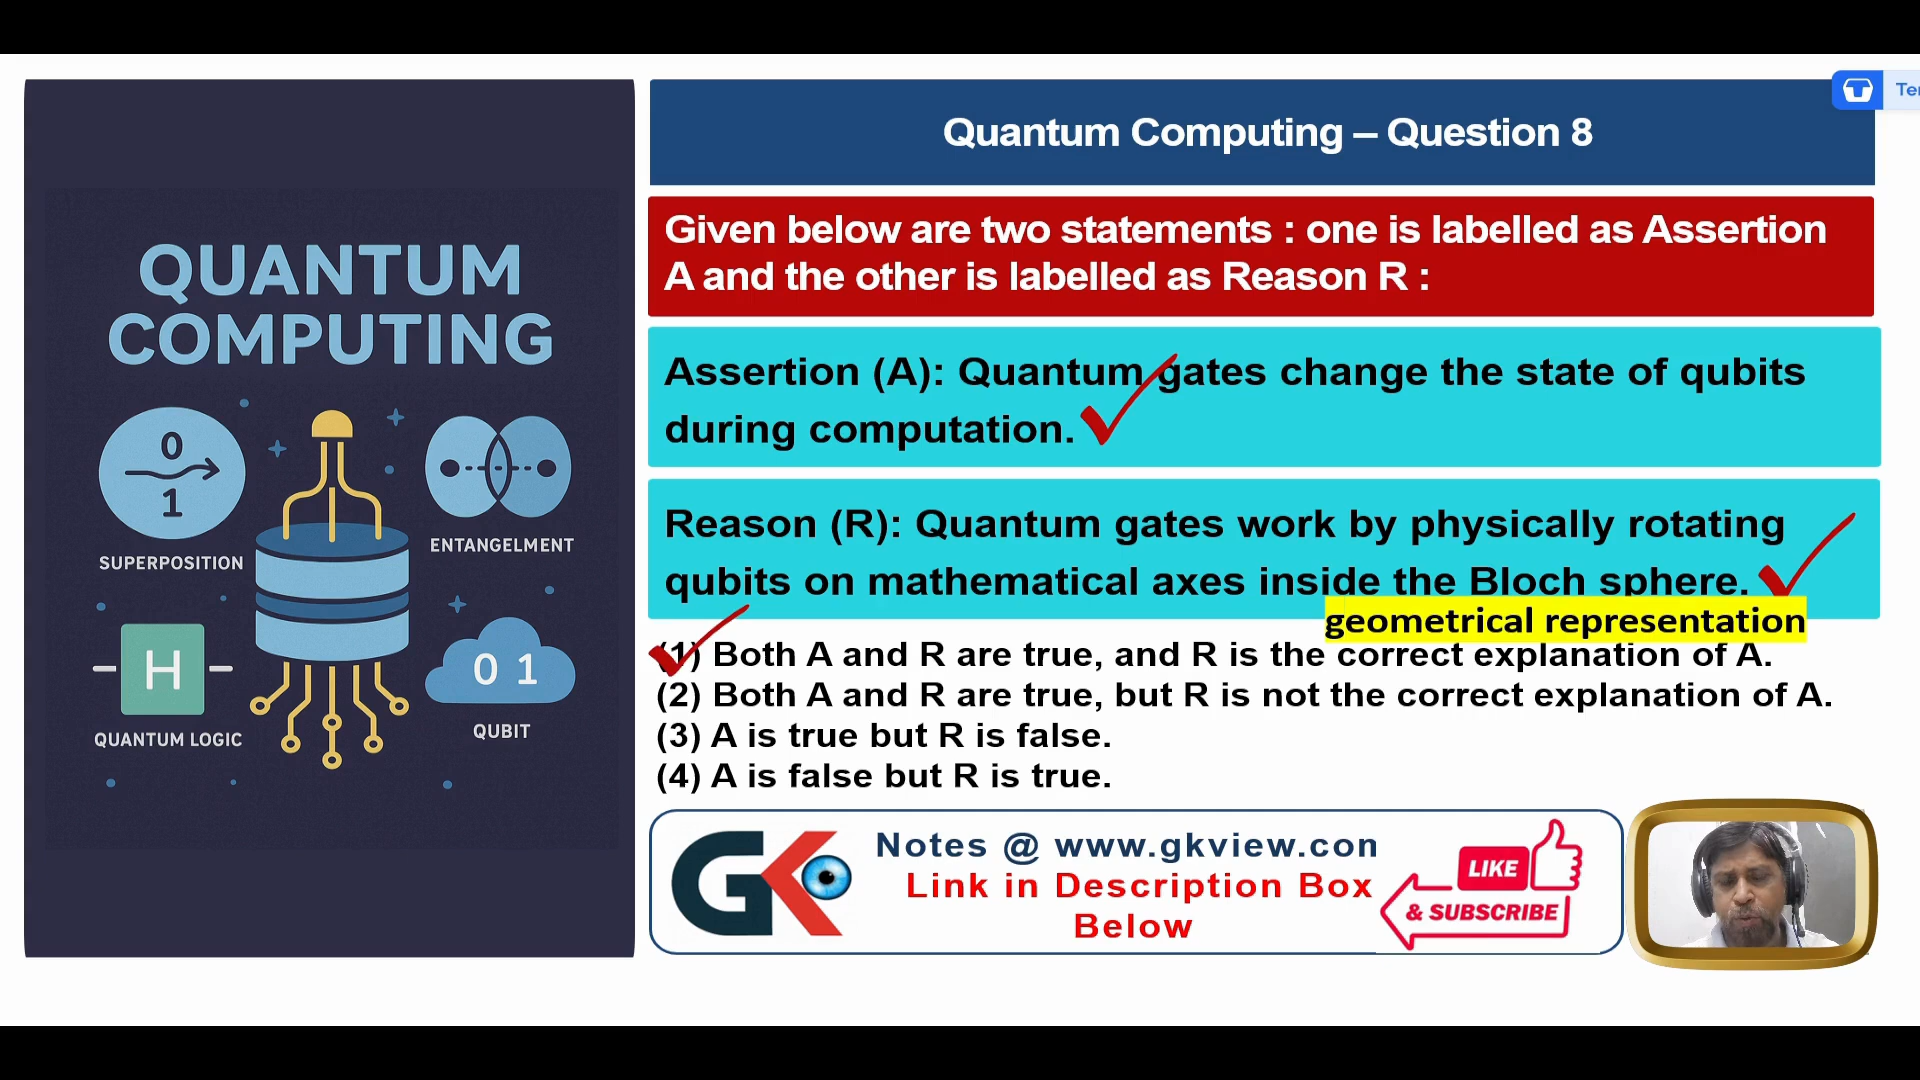 QUANTUM
COMPUTING
0
1
SUPERPOSITION
ENTANGELMENT
H
QUANTUM LOGIC
0 1
QUBIT
Quantum Computing – Question 8
Given below are two statements : one is labelled as Assertion
A and the other is labelled as Reason R :
Assertion (A): Quantum gates change the state of qubits
during computation.
Reason (R): Quantum gates work by physically rotating
qubits on mathematical axes inside the Bloch sphere.
geometrical representation
(1) Both A and R are true, and R is the correct explanation of A.
(2) Both A and R are true, but R is not the correct explanation of A.
(3) A is true but R is false.
(4) A is false but R is true.
GK
Notes @ www.gkview.con
Link in Description Box
Below
LIKE
& SUBSCRIBE